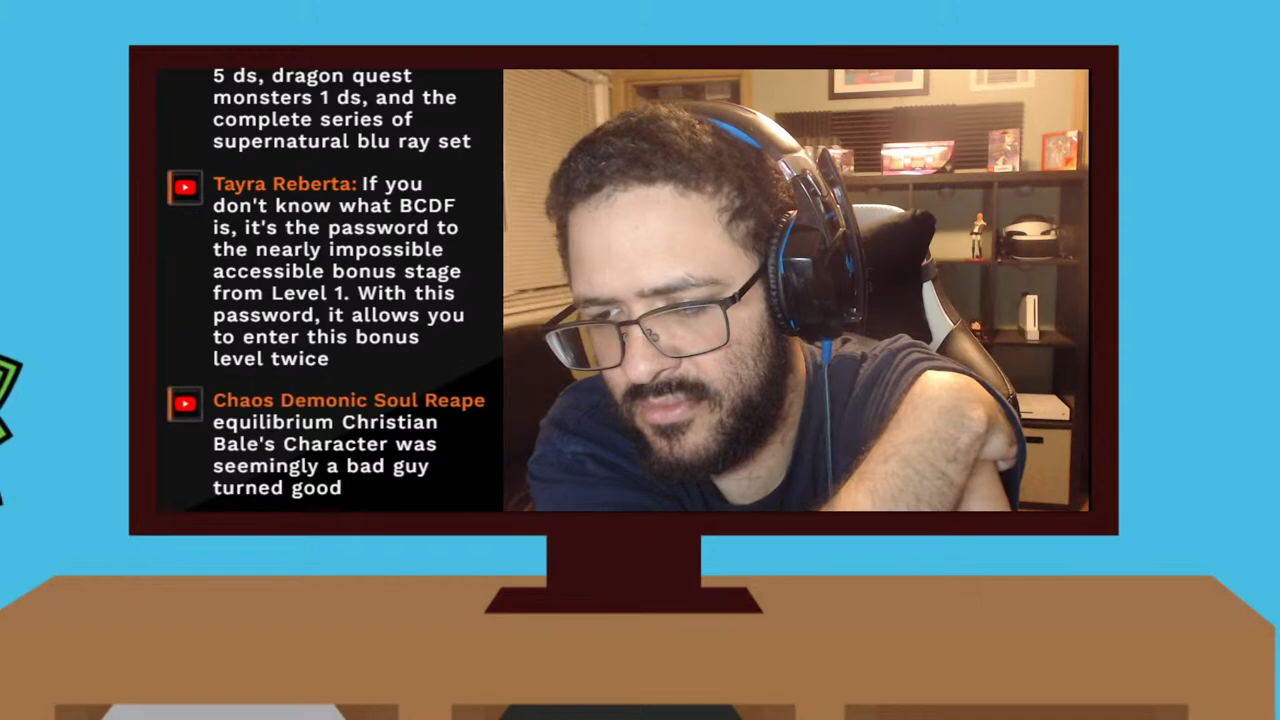 5 ds, dragon quest
monsters 1 ds, and the
complete series of
supernatural blu ray set
Tayra Reberta: If you
don't know what BCDF
is, it's the password to
the nearly impossible
accessible bonus stage
from Level 1. With this
password, it allows you
to enter this bonus
level twice
Chaos Demonic Soul Reape
equilibrium Christian
Bale's Character was
seemingly a bad guy
turned good